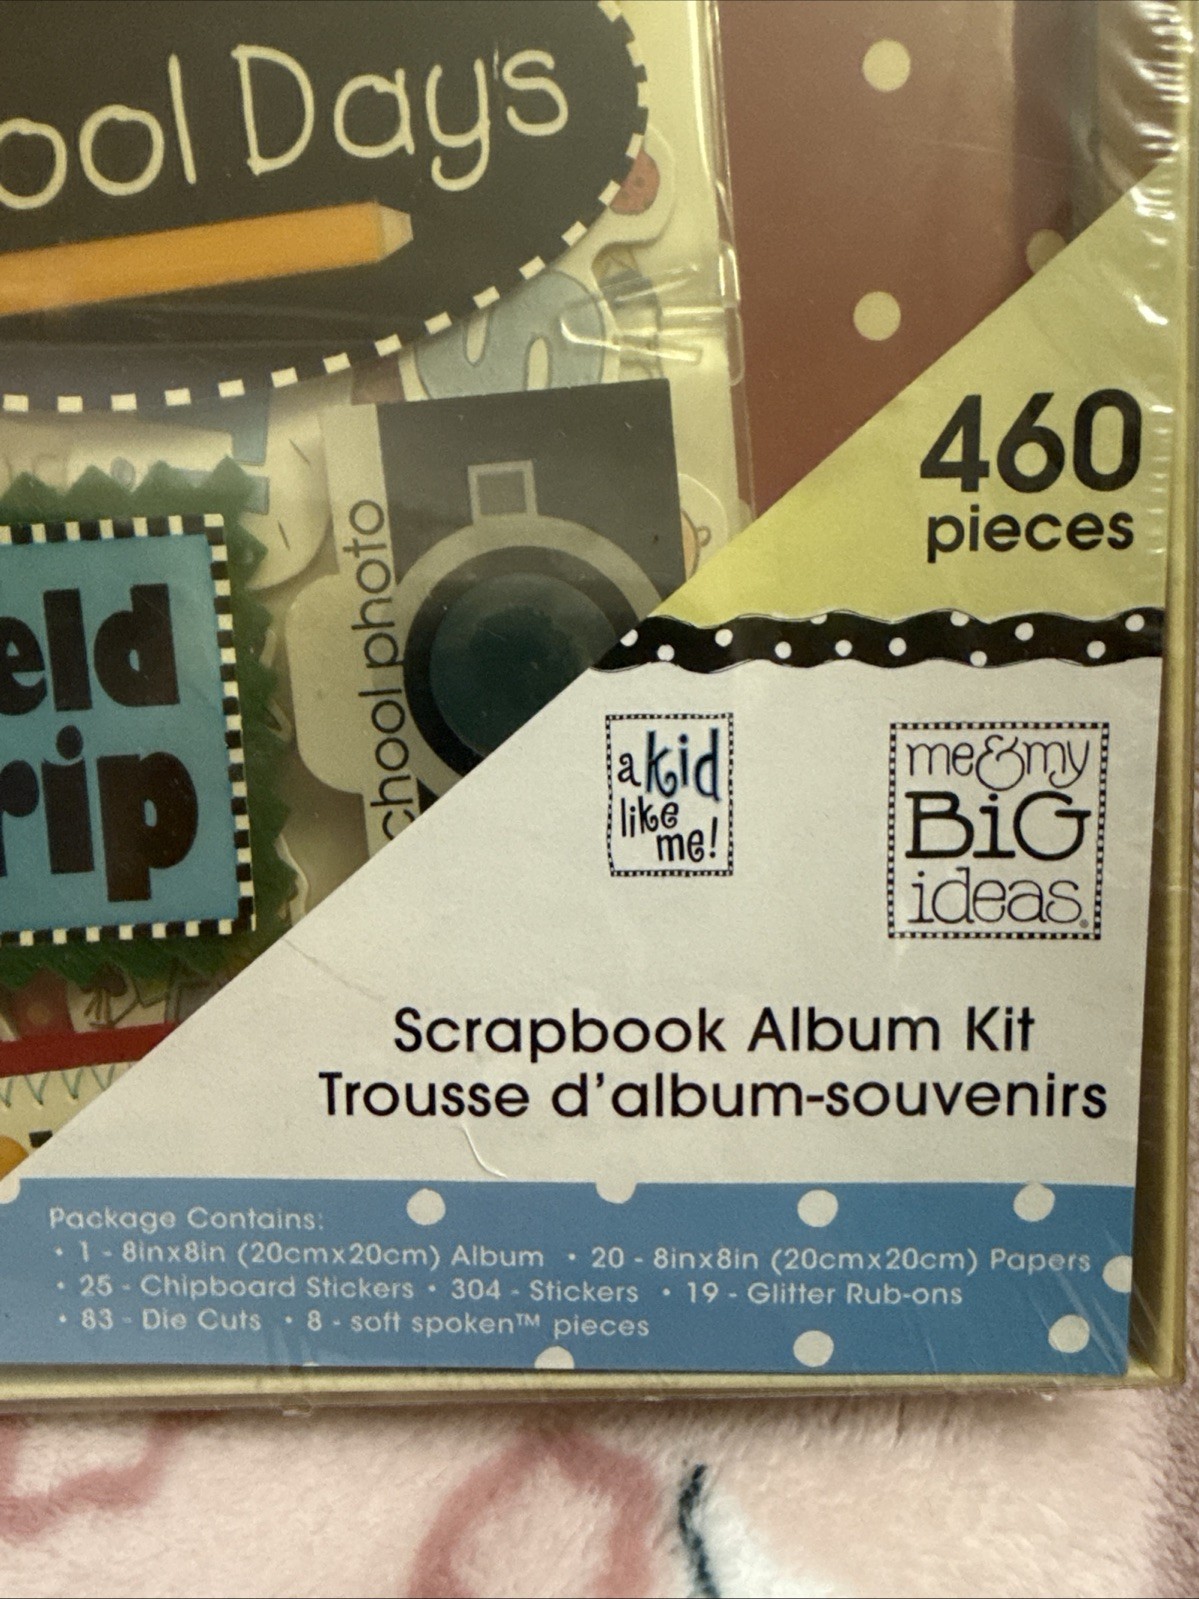 ool Days
eld
rip
chool photo
460
pieces
a kid
like
me!
me & my
BiG
ideas®
Scrapbook Album Kit
Trousse d'album-souvenirs
Package Contains:
• 1 - 8inx8in (20cmx20cm) Album • 20 - 8inx8in (20cmx20cm) Papers
• 25 - Chipboard Stickers • 304 - Stickers • 19 - Glitter Rub-ons
• 83 - Die Cuts • 8 - soft spoken™ pieces